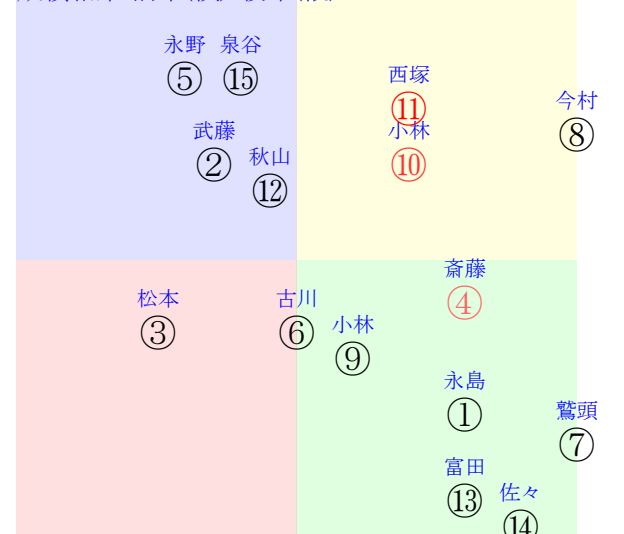 永野 泉谷
⑤ ⑮
西塚
⑪
今村
⑧
武藤
②
小林
⑩
秋山
⑫
斎藤
④
松本
③
古川
⑥
小林
⑨
永島
①
鷲頭
⑦
富田
⑬
佐々
⑭